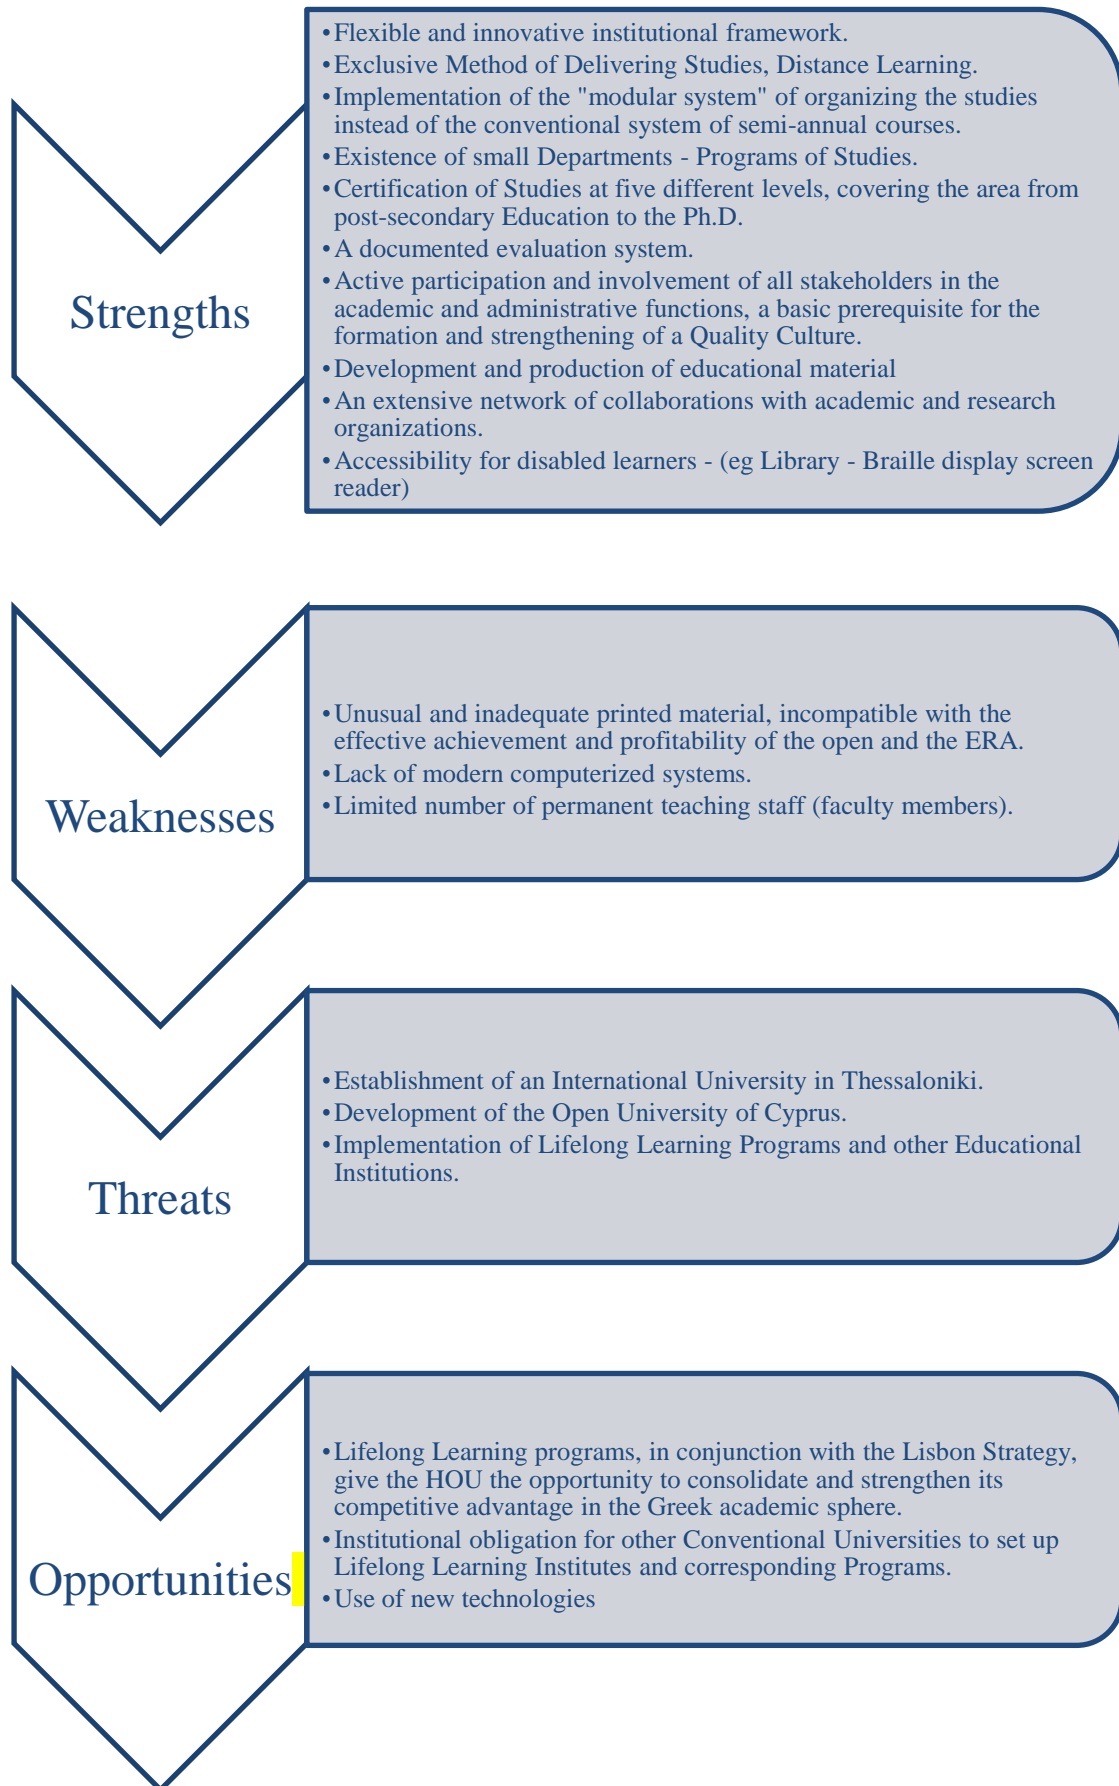 Strengths
•Flexible and innovative institutional framework.
•Exclusive Method of Delivering Studies, Distance Learning.
•Implementation of the "modular system" of organizing the studies
instead of the conventional system of semi-annual courses.
•Existence of small Departments - Programs of Studies.
•Certification of Studies at five different levels, covering the area from
post-secondary Education to the Ph.D.
•A documented evaluation system.
•Active participation and involvement of all stakeholders in the
academic and administrative functions, a basic prerequisite for the
formation and strengthening of a Quality Culture.
•Development and production of educational material
•An extensive network of collaborations with academic and research
organizations.
•Accessibility for disabled learners - (eg Library - Braille display screen
reader)
Weaknesses
•Unusual and inadequate printed material, incompatible with the
effective achievement and profitability of the open and the ERA.
•Lack of modern computerized systems.
•Limited number of permanent teaching staff (faculty members).
Threats
•Establishment of an International University in Thessaloniki.
•Development of the Open University of Cyprus.
•Implementation of Lifelong Learning Programs and other Educational
Institutions.
Opportunities
•Lifelong Learning programs, in conjunction with the Lisbon Strategy,
give the HOU the opportunity to consolidate and strengthen its
competitive advantage in the Greek academic sphere.
•Institutional obligation for other Conventional Universities to set up
Lifelong Learning Institutes and corresponding Programs.
•Use of new technologies